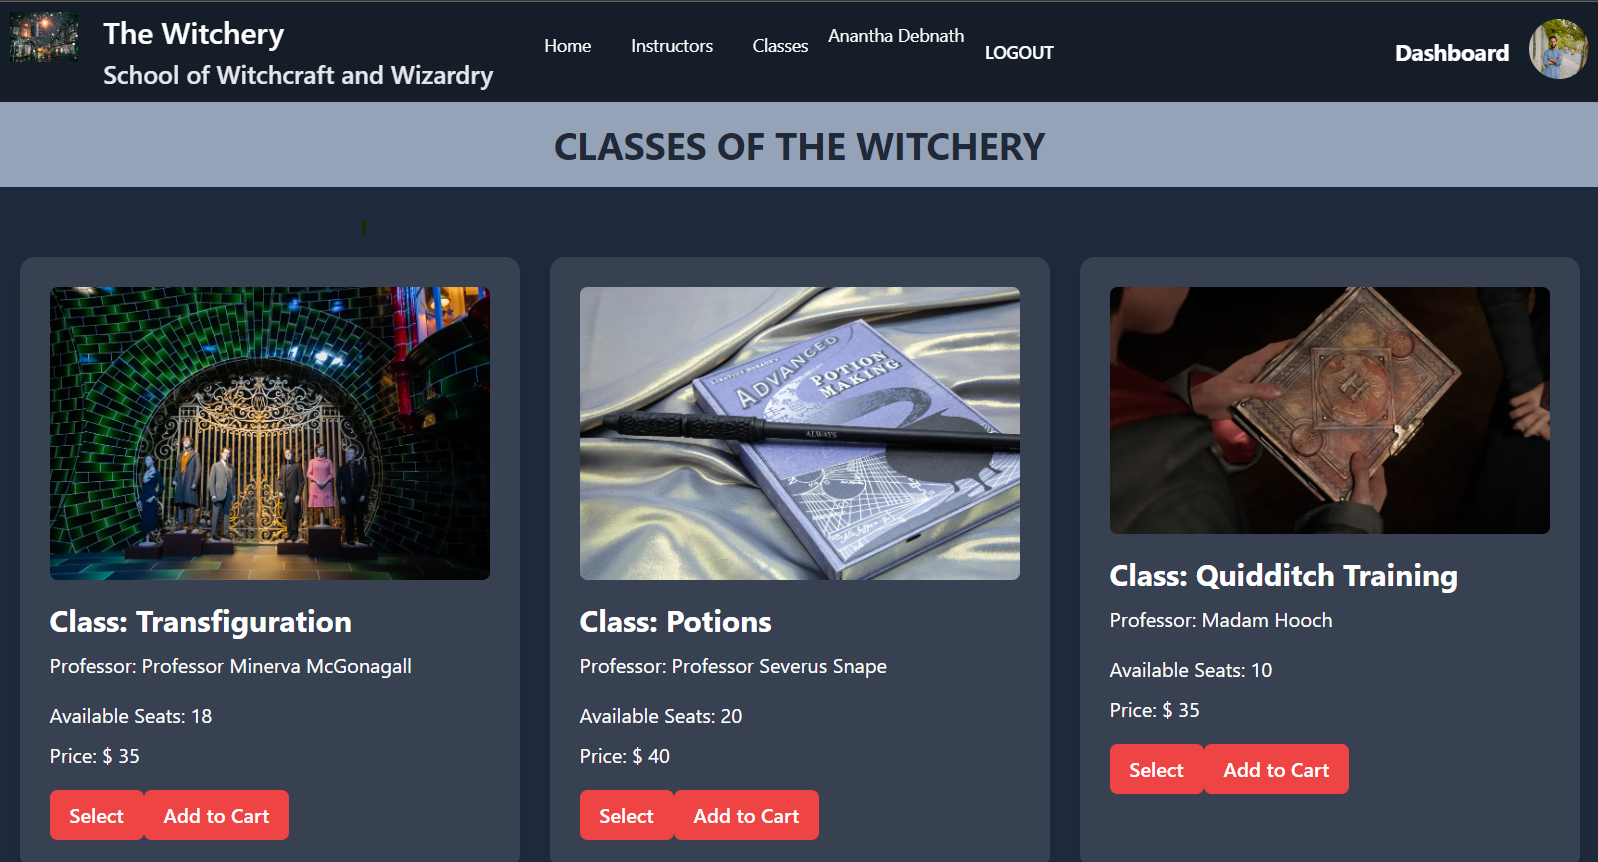 The Witchery
School of Witchcraft and Wizardry
Home
Instructors
Classes
Anantha Debnath
LOGOUT
Dashboard
CLASSES OF THE WITCHERY
ADVANCED
POTION
MAKING
ALWAYS
H
Class: Transfiguration
Professor: Professor Minerva McGonagall
Available Seats: 18
Price: $ 35
Select
Add to Cart
Class: Potions
Professor: Professor Severus Snape
Available Seats: 20
Price: $ 40
Select
Add to Cart
Class: Quidditch Training
Professor: Madam Hooch
Available Seats: 10
Price: $ 35
Select
Add to Cart